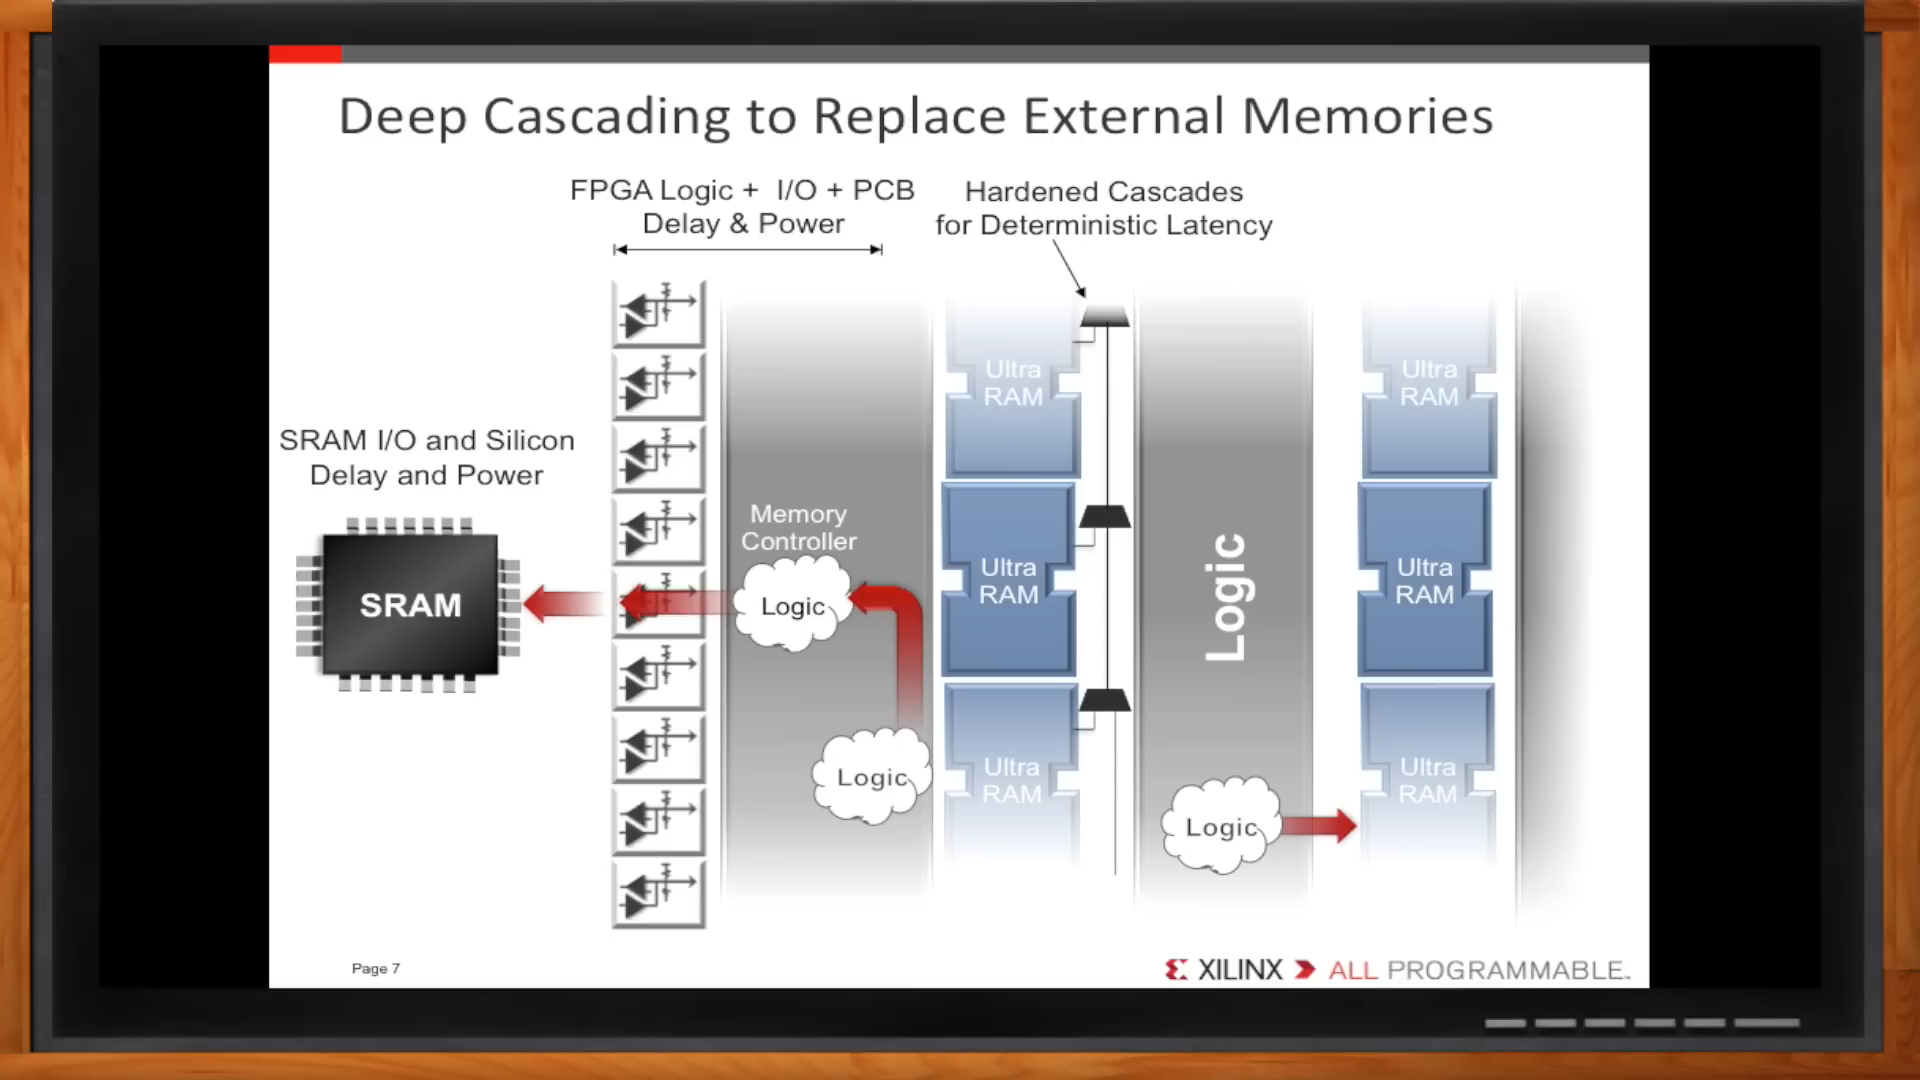 Deep Cascading to Replace External Memories
FPGA Logic + I/O + PCB
Delay & Power
Hardened Cascades
for Deterministic Latency
SRAM I/O and Silicon
Delay and Power
SRAM
Memory
Controller
Logic
Logic
Ultra
RAM
Ultra
RAM
Ultra
RAM
Logic
Logic
Ultra
RAM
Ultra
RAM
Ultra
RAM
Page 7
XILINX ALL PROGRAMMABLE™